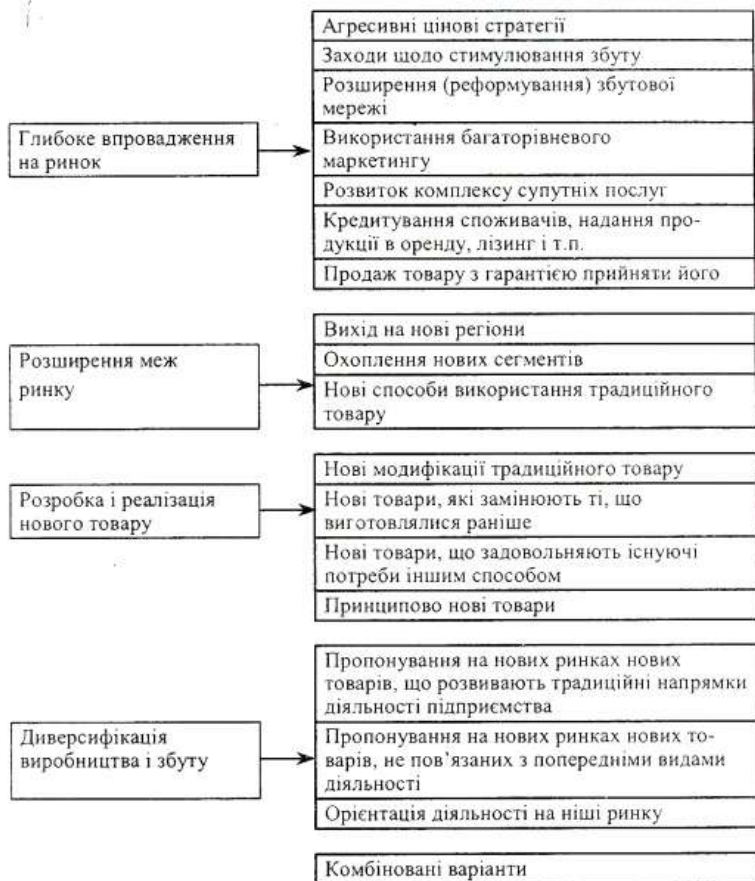 Агресивні цінові стратегії
Заходи щодо стимулювання збуту
Розширення (реформування) збутової
мережі
Глибоке впровадження
на ринок
Використання багаторівневого
маркетингу
Розвиток комплексу супутніх послуг
Кредитування споживачів, надання про-
дукції в оренду, лізинг і т.п.
Продаж товару з гарантією прийняти його
Розширення меж
ринку
Вихід на нові регіони
Охоплення нових сегментів
Нові способи використання традиційного
товару
Розробка і реалізація
нового товару
Нові модифікації традиційного товару
Нові товари, які замінюють ті, що
виготовлялися раніше
Нові товари, що задовольняють існуючі
потреби іншим способом
Принципово нові товари
Диверсифікація
виробництва і збуту
Пропонування на нових ринках нових
товарів, що розвивають традиційні напрямки
діяльності підприємства
Пропонування на нових ринках нових то-
варів, не пов’язаних з попередніми видами
діяльності
Орієнтація діяльності на ніші ринку
Комбіновані варіанти